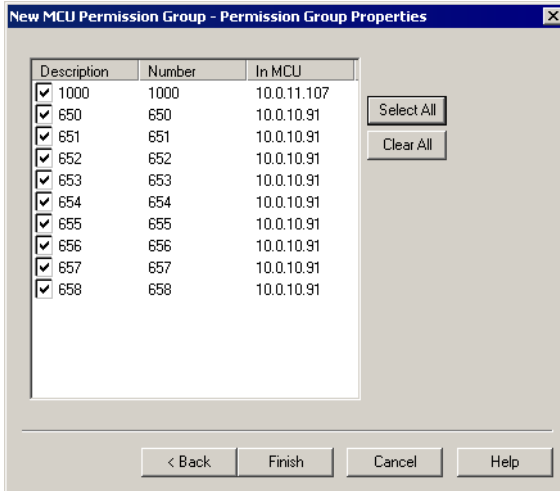 New MCU Permission Group - Permission Group Properties
Description Number In MCU
1000 1000 10.0.11.107
650 650 10.0.10.91
651 651 10.0.10.91
652 652 10.0.10.91
653 653 10.0.10.91
654 654 10.0.10.91
655 655 10.0.10.91
656 656 10.0.10.91
657 657 10.0.10.91
658 658 10.0.10.91
Select All
Clear All
< Back Finish Cancel Help